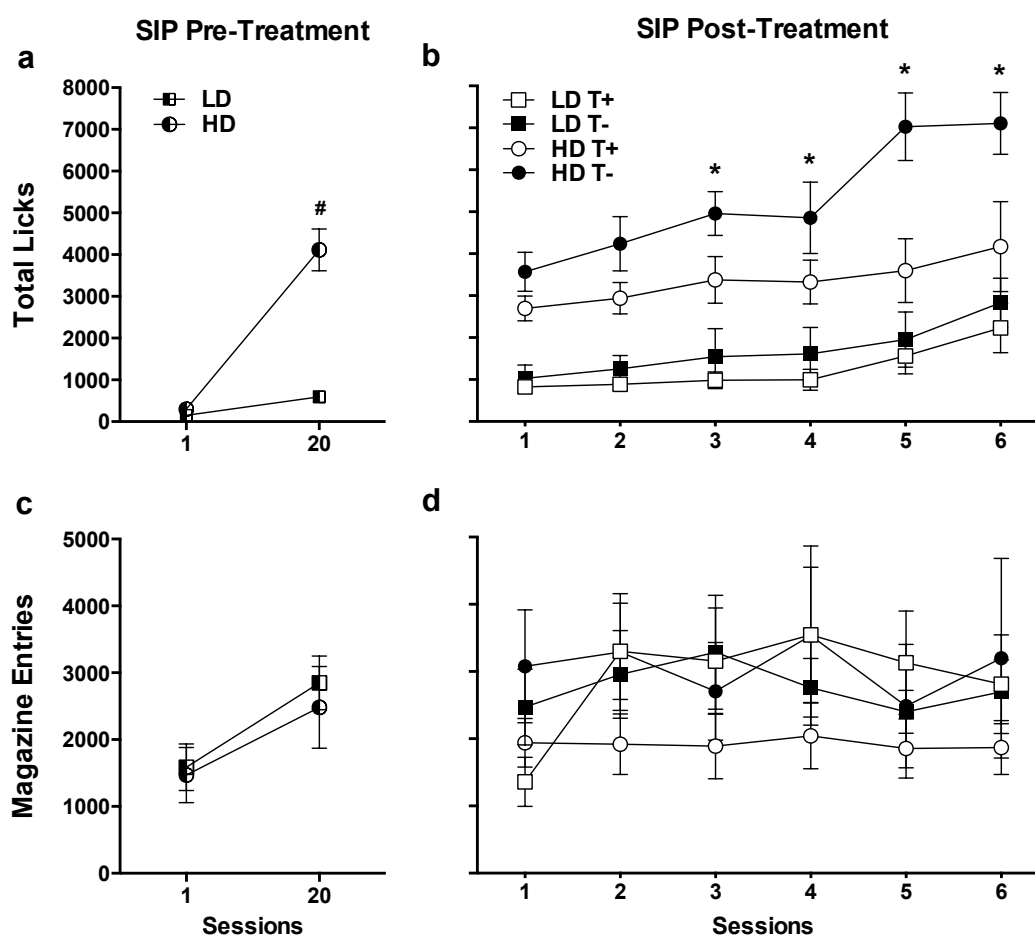 SIP Pre-Treatment
SIP Post-Treatment
a
b
8000
7000
6000
5000
4000
3000
2000
1000
0
Total Licks
LD
HD
#
1
20
LD T+
LD T-
HD T+
HD T-
*
*
*
*
1
2
3
4
5
6
c
d
5000
4000
3000
2000
1000
0
Magazine Entries
1
20
Sessions
1
2
3
4
5
6
Sessions